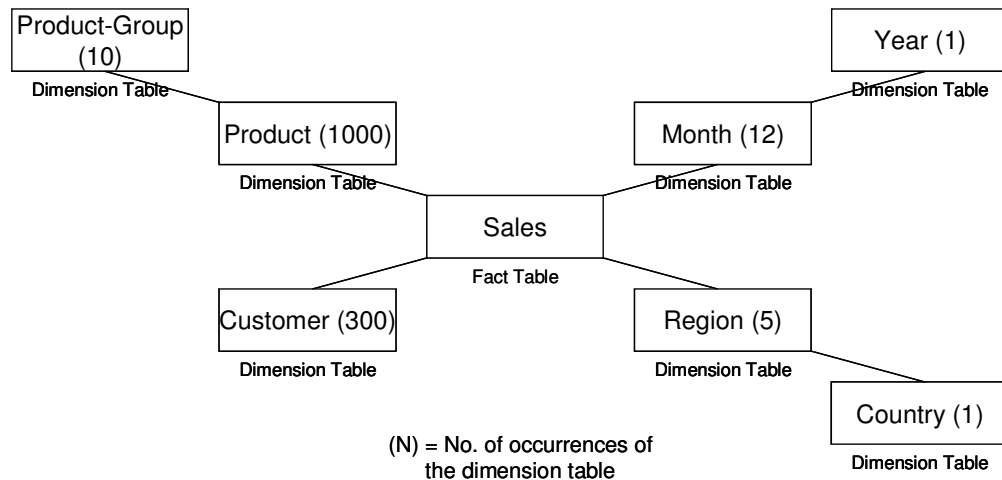 Product-Group
(10)
Dimension Table
Year (1)
Dimension Table
Product (1000)
Dimension Table
Month (12)
Dimension Table
Sales
Fact Table
Customer (300)
Dimension Table
Region (5)
Dimension Table
Country (1)
Dimension Table
(N) = No. of occurrences of
the dimension table